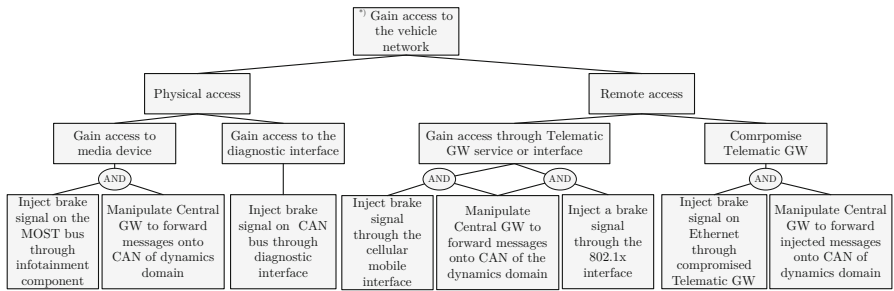 *) Gain access to
the vehicle
network
Physical access
Remote access
Gain access to
media device
Gain access to the
diagnostic interface
Gain access through Telematic
GW service or interface
Comrpomise
Telematic GW
AND
AND
AND
AND
Inject brake
signal on the
MOST bus
through
infotainment
component
Manipulate Central
GW to forward
messages onto
CAN of dynamics
domain
Inject brake
signal on CAN
bus through
diagnostic
interface
Inject brake
signal
through the
cellular
mobile
interface
Manipulate
Central GW to
forward messages
onto CAN of the
dynamics domain
Inject a brake
signal
through the
802.1x
interface
Inject brake
signal on
Ethernet
through
compromised
Telematic GW
Manipulate Central
GW to forward
injected messages
onto CAN of
dynamics domain